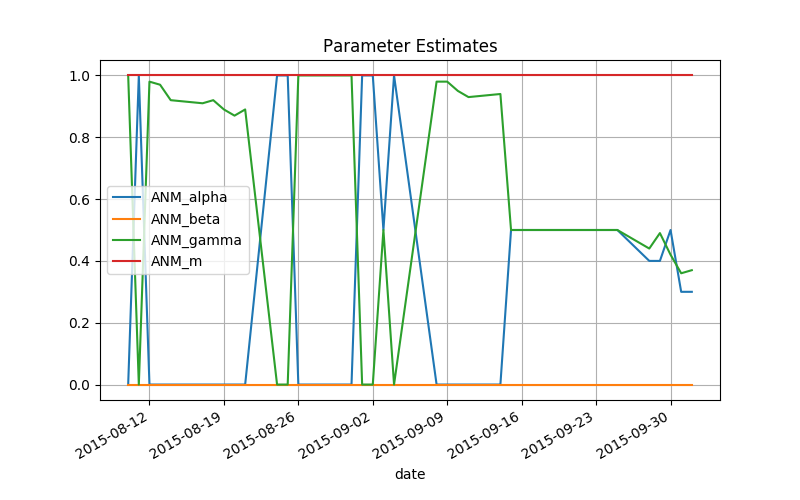 Parameter Estimates
1.0
0.8
0.6
0.4
0.2
0.0
ANM_alpha
ANM_beta
ANM_gamma
ANM_m
2015-08-12
2015-08-19
2015-08-26
2015-09-02
2015-09-09
2015-09-16
2015-09-23
2015-09-30
date